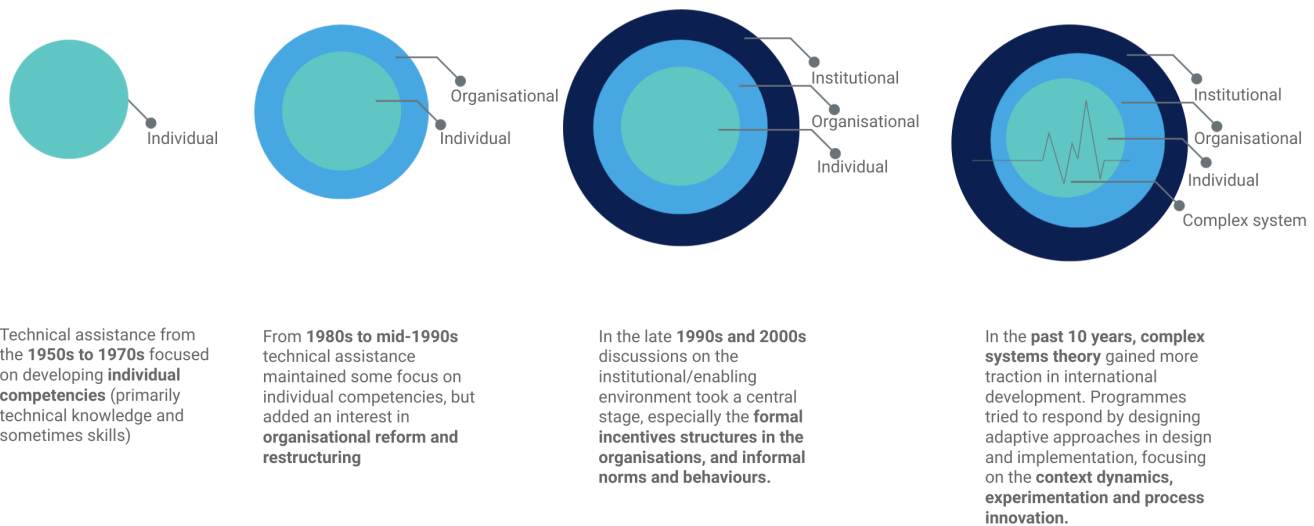 Individual
Organisational
Individual
Institutional
Organisational
Individual
Institutional
Organisational
Individual
Complex system
Technical assistance from
the 1950s to 1970s focused
on developing individual
competencies (primarily
technical knowledge and
sometimes skills)
From 1980s to mid-1990s
technical assistance
maintained some focus on
individual competencies, but
added an interest in
organisational reform and
restructuring
In the late 1990s and 2000s
discussions on the
institutional/enabling
environment took a central
stage, especially the formal
incentives structures in the
organisations, and informal
norms and behaviours.
In the past 10 years, complex
systems theory gained more
traction in international
development. Programmes
tried to respond by designing
adaptive approaches in design
and implementation, focusing
on the context dynamics,
experimentation and process
innovation.